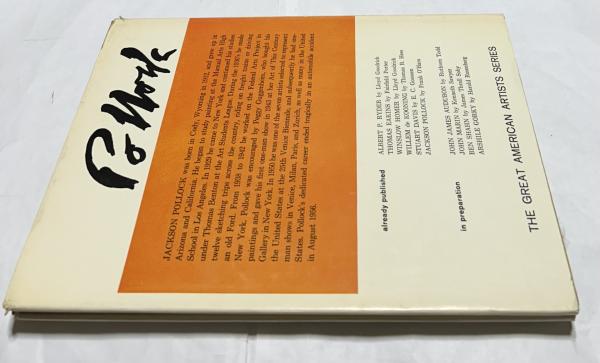 Pollock
JACKSON POLLOCK was born in Cody, Wyoming in 1912, and grew up in
Arizona and California. He began to study painting at the Manual Arts High
School in Los Angeles. In 1929 he came to New York and continued his studies
under Thomas Benton at the Art Students League. During the 1930's he made
twelve sketching trips across the country, riding on freight trains or driving
an old Ford. From 1938 to 1942 he worked on the Federal Arts Project in
New York. Pollock was encouraged by Peggy Guggenheim, who bought his
paintings and gave his first one-man show in 1943 at her Art of This Century
Gallery in New York. In 1950 he was one of the seven artists selected to represent
the United States at the 25th Venice Biennale, and subsequently he had one-
man shows in Venice, Milan, Paris, and Zurich, as well as many in the United
States. Pollock's dedicated career ended tragically in an automobile accident
in August 1956.
already published
ALBERT P. RYDER by Lloyd Goodrich
THOMAS EAKINS by Fairfield Porter
WINSLOW HOMER by Lloyd Goodrich
WILLEM de KOONING by Thomas B. Hess
STUART DAVIS by E. C. Goossen
JACKSON POLLOCK by Frank O'Hara
in preparation
JOHN JAMES AUDUBON by Ruthven Todd
JOHN MARIN by Kenneth Sawyer
BEN SHAHN by James Thrall Soby
ARSHILE GORKY by Harold Rosenberg
THE GREAT AMERICAN ARTISTS SERIES